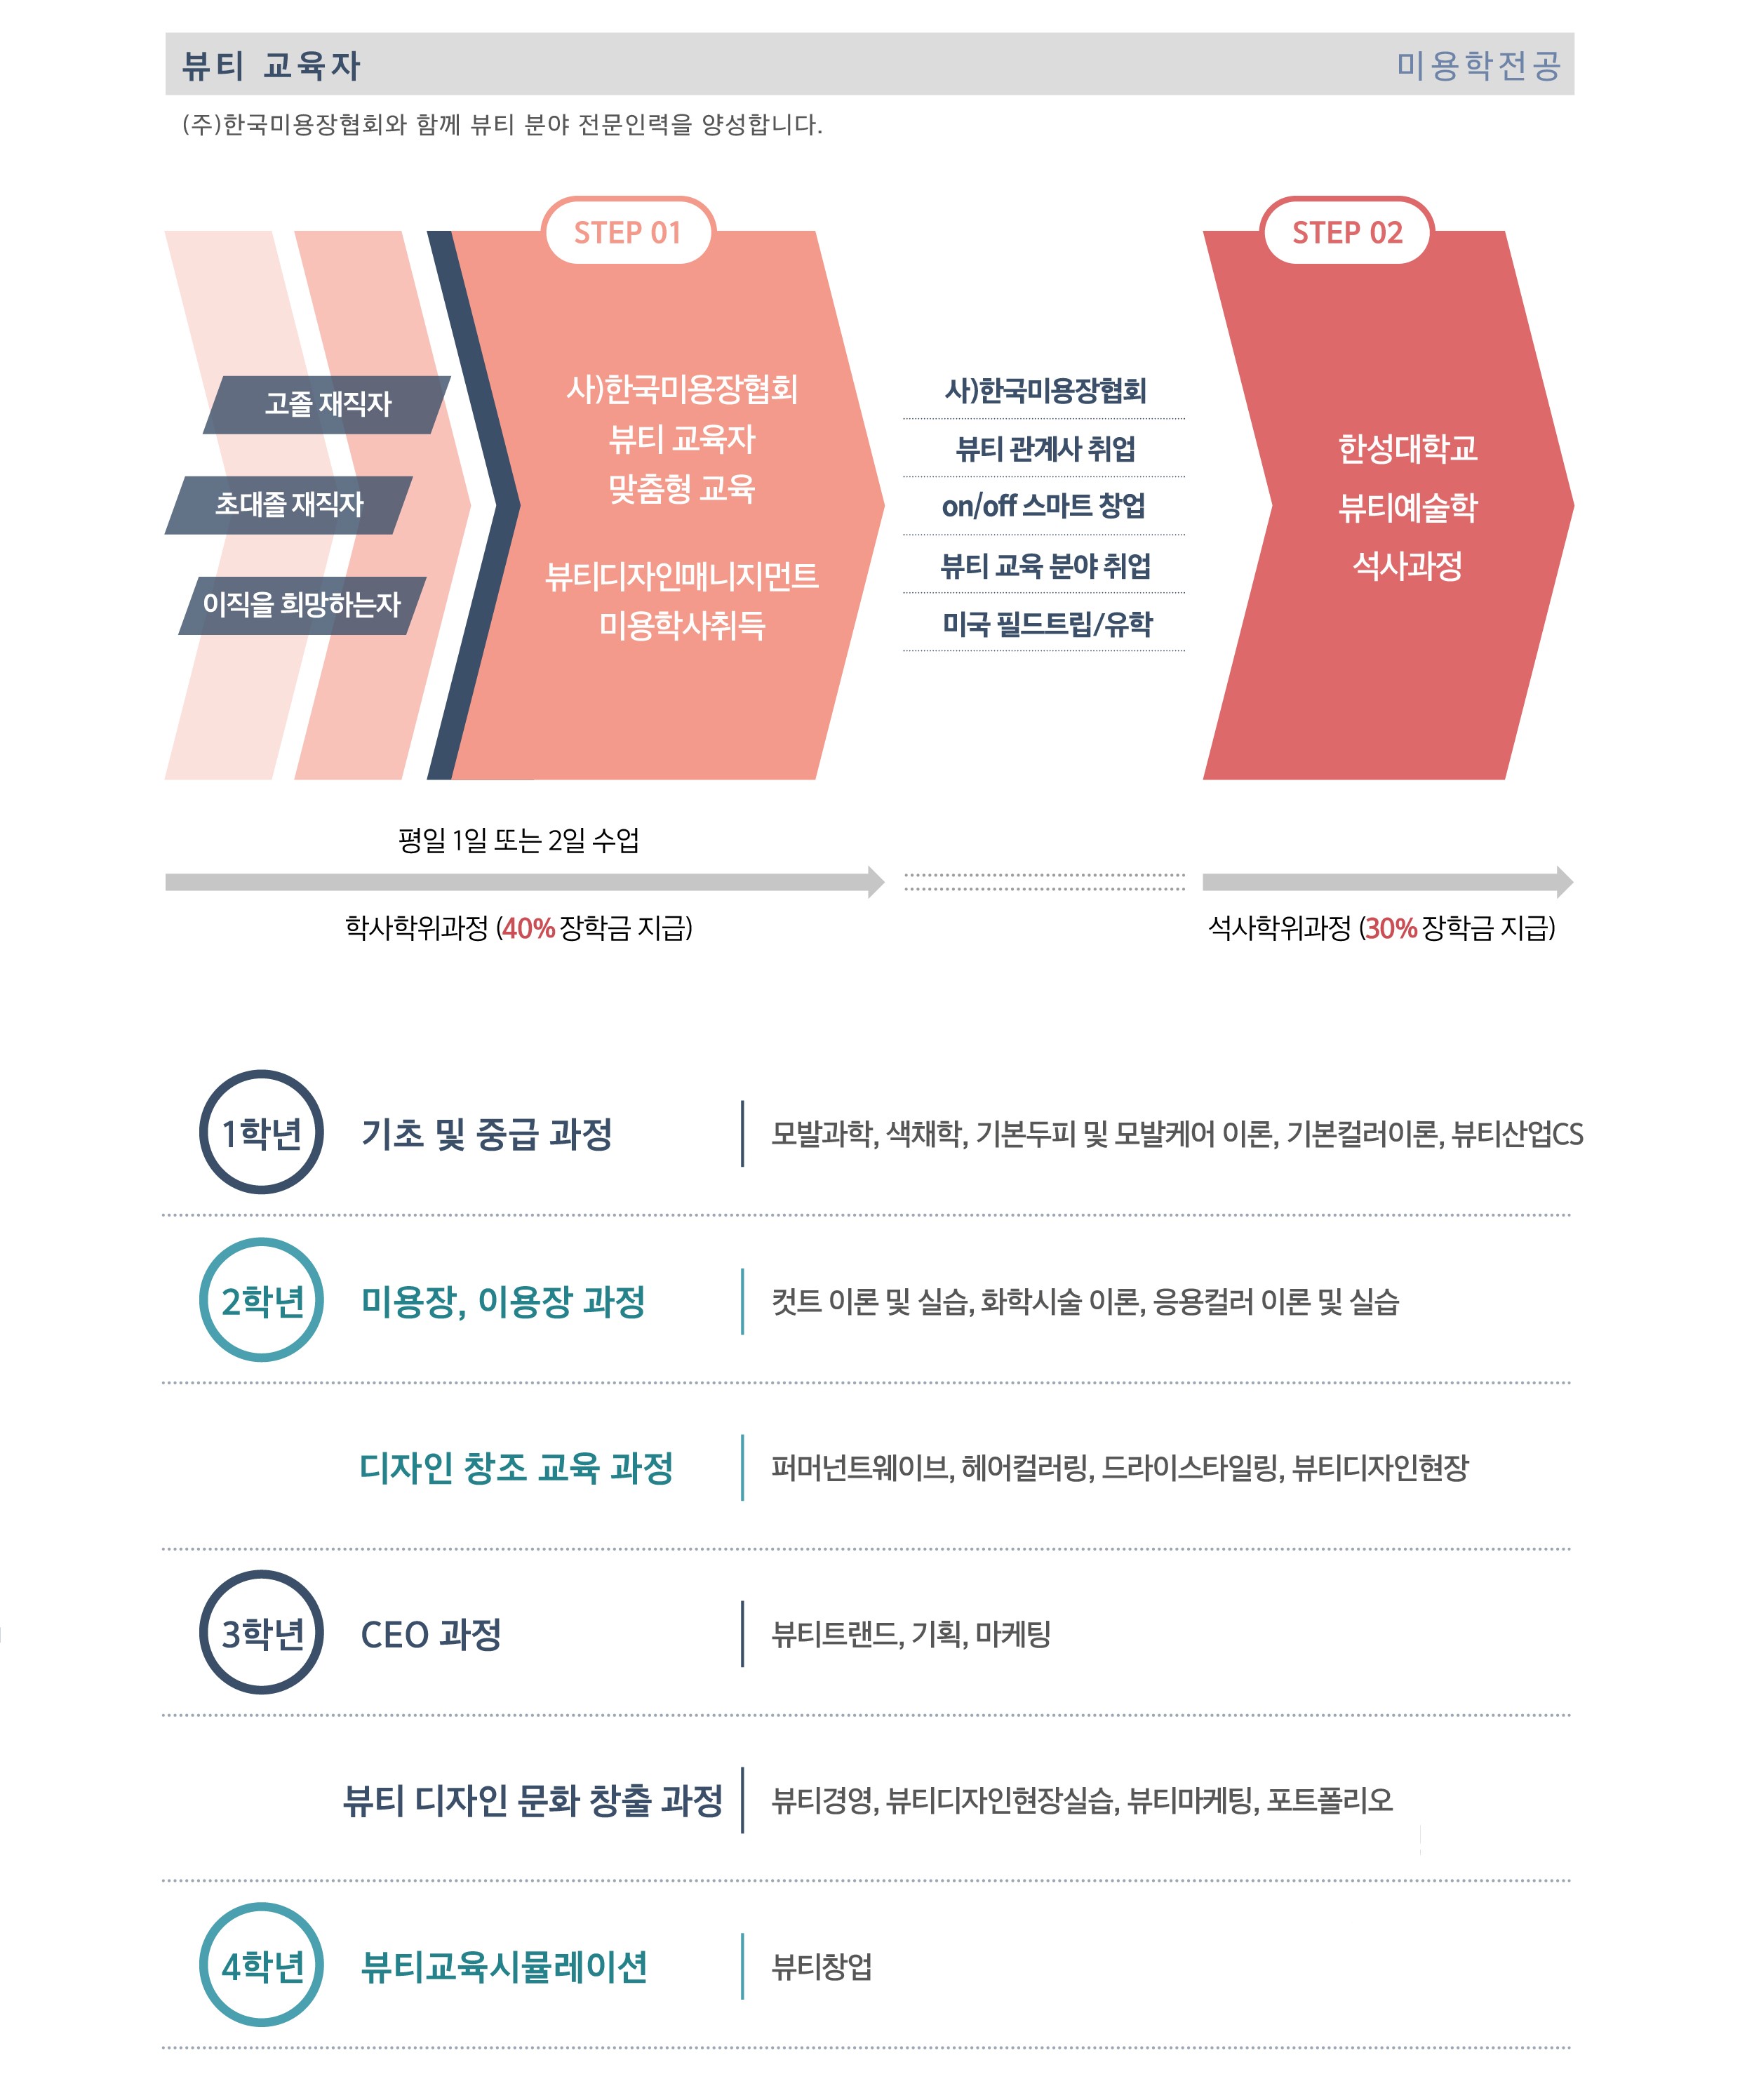 뷰티 교육자
미용학전공
(주)한국미용장협회와 함께 뷰티 분야 전문인력을 양성합니다.
고졸 재직자
초대졸 재직자
이직을 희망하는자
STEP 01
사)한국미용장협회
뷰티 교육자
맞춤형 교육
뷰티디자인매니지먼트
미용학사취득
사)한국미용장협회
뷰티 관계사 취업
on/off 스마트 창업
뷰티 교육 분야 취업
미국 필드트립/유학
STEP 02
한성대학교
뷰티예술학
석사과정
평일 1일 또는 2일 수업
학사학위과정 (40% 장학금 지급)
석사학위과정 (30% 장학금 지급)
1학년 기초 및 중급 과정 모발과학, 색채학, 기본두피 및 모발케어 이론, 기본컬러이론, 뷰티산업CS
2학년 미용장, 이용장 과정 컷트 이론 및 실습, 화학시술 이론, 응용컬러 이론 및 실습
디자인 창조 교육 과정 퍼머넌트웨이브, 헤어컬러링, 드라이스타일링, 뷰티디자인현장
3학년 CEO 과정 뷰티트랜드, 기획, 마케팅
뷰티 디자인 문화 창출 과정 뷰티경영, 뷰티디자인현장실습, 뷰티마케팅, 포트폴리오
4학년 뷰티교육시뮬레이션 뷰티창업